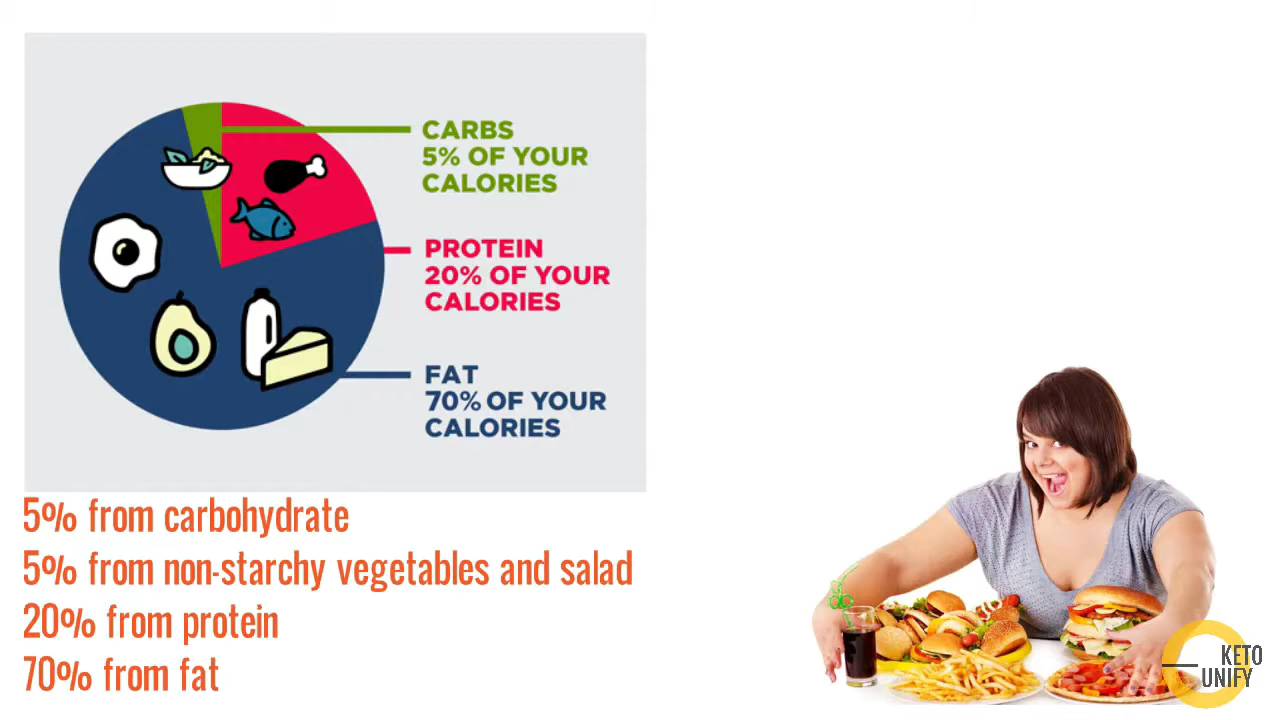 CARBS
5% OF YOUR
CALORIES
PROTEIN
20% OF YOUR
CALORIES
FAT
70% OF YOUR
CALORIES
5% from carbohydrate
5% from non-starchy vegetables and salad
20% from protein
70% from fat
KETO
UNIFY